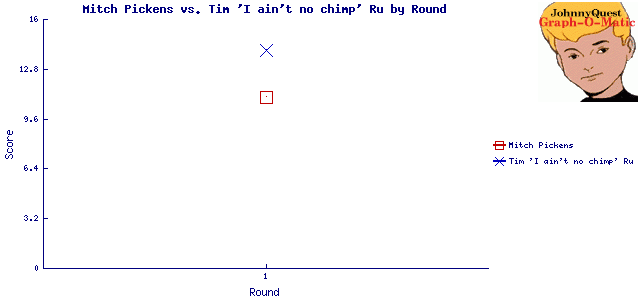 Mitch Pickens vs. Tim 'I ain't no chimp' Ru by Round
JohnnyQuest
Graph-O-Matic
16
12.8
9.6
6.4
3.2
0
Score
1
Round
Mitch Pickens
Tim 'I ain't no chimp' Ru